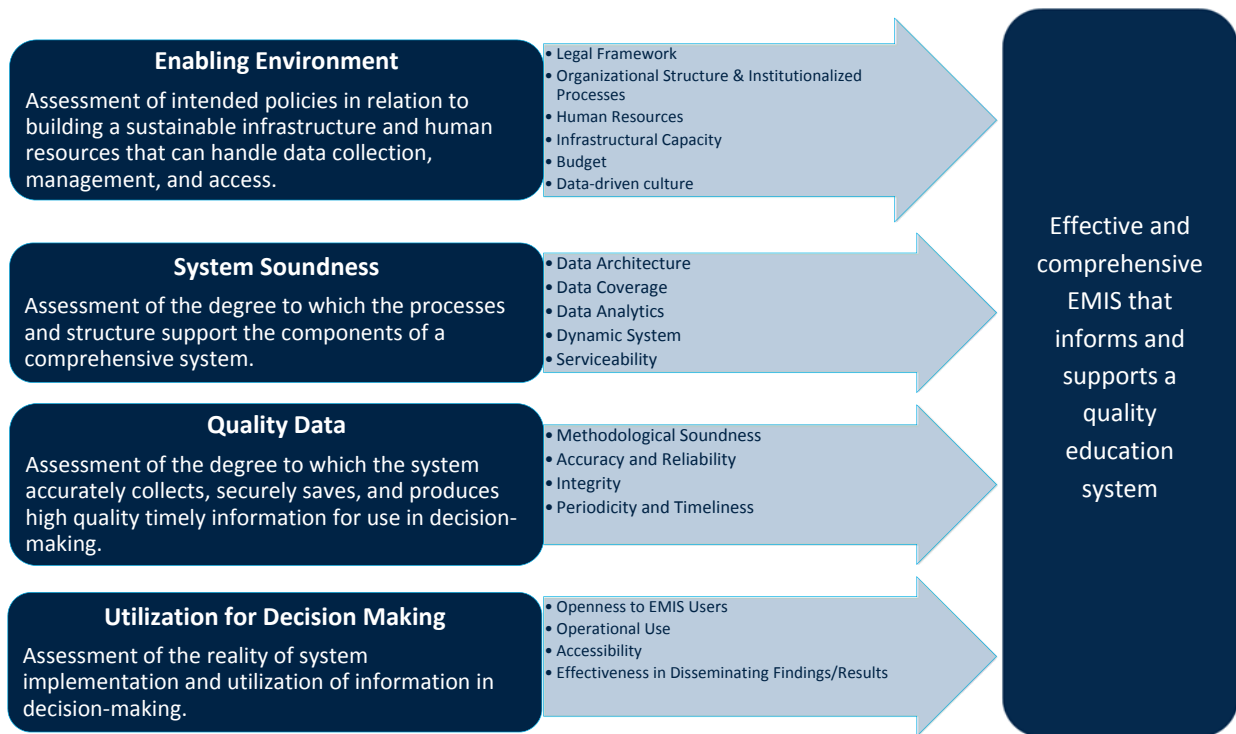 Enabling Environment
Assessment of intended policies in relation to
building a sustainable infrastructure and human
resources that can handle data collection,
management, and access.
• Legal Framework
• Organizational Structure & Institutionalized
Processes
• Human Resources
• Infrastructural Capacity
• Budget
• Data-driven culture
System Soundness
Assessment of the degree to which the processes
and structure support the components of a
comprehensive system.
• Data Architecture
• Data Coverage
• Data Analytics
• Dynamic System
• Serviceability
Quality Data
Assessment of the degree to which the system
accurately collects, securely saves, and produces
high quality timely information for use in decision-
making.
• Methodological Soundness
• Accuracy and Reliability
• Integrity
• Periodicity and Timeliness
Utilization for Decision Making
Assessment of the reality of system
implementation and utilization of information in
decision-making.
• Openness to EMIS Users
• Operational Use
• Accessibility
• Effectiveness in Disseminating Findings/Results
Effective and
comprehensive
EMIS that
informs and
supports a
quality
education
system